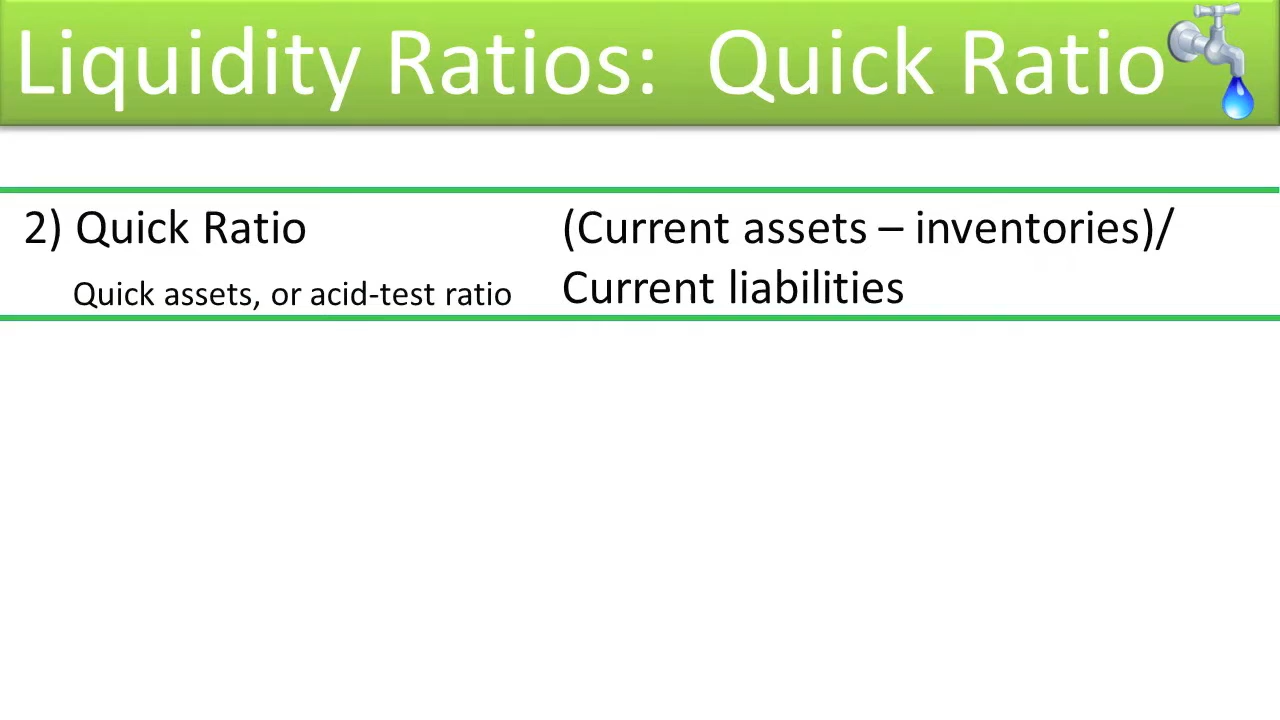 Liquidity Ratios: Quick Ratio
2) Quick Ratio
Quick assets, or acid-test ratio
(Current assets – inventories)/
Current liabilities